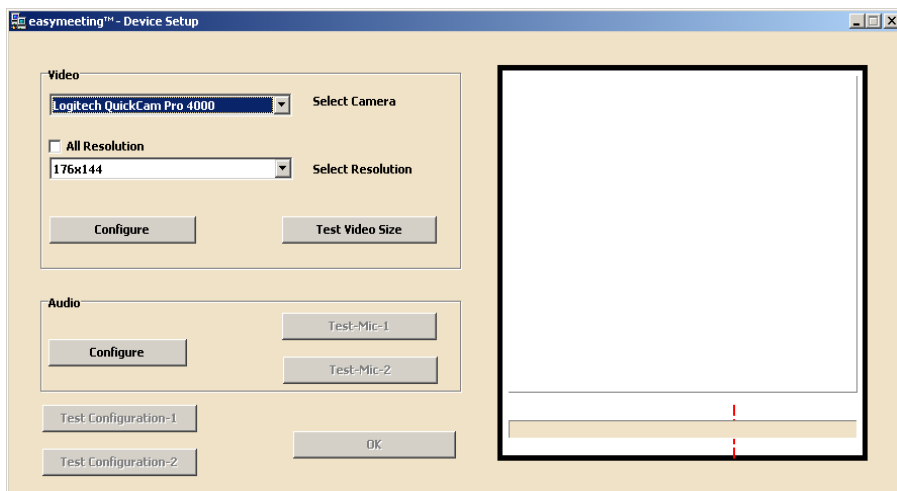 easymeeting™ - Device Setup
Video
Logitech QuickCam Pro 4000
Select Camera
All Resolution
176x144
Select Resolution
Configure
Test Video Size
Audio
Test-Mic-1
Configure
Test-Mic-2
Test Configuration-1
OK
Test Configuration-2